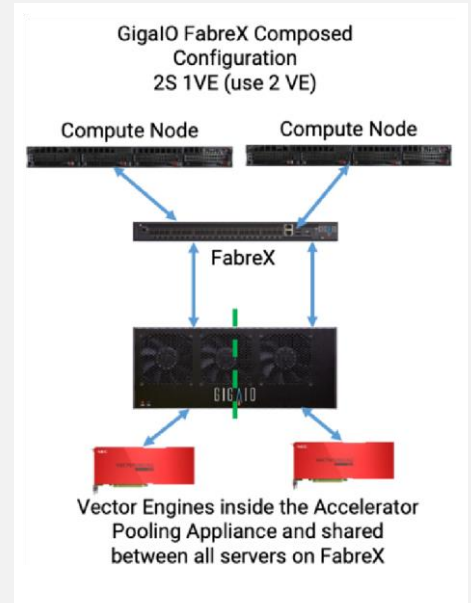 GigaIO FabreX Composed
Configuration
2S 1VE (use 2 VE)
Compute Node
Compute Node
FabreX
GIGAIO
Vector Engines inside the Accelerator
Pooling Appliance and shared
between all servers on FabreX